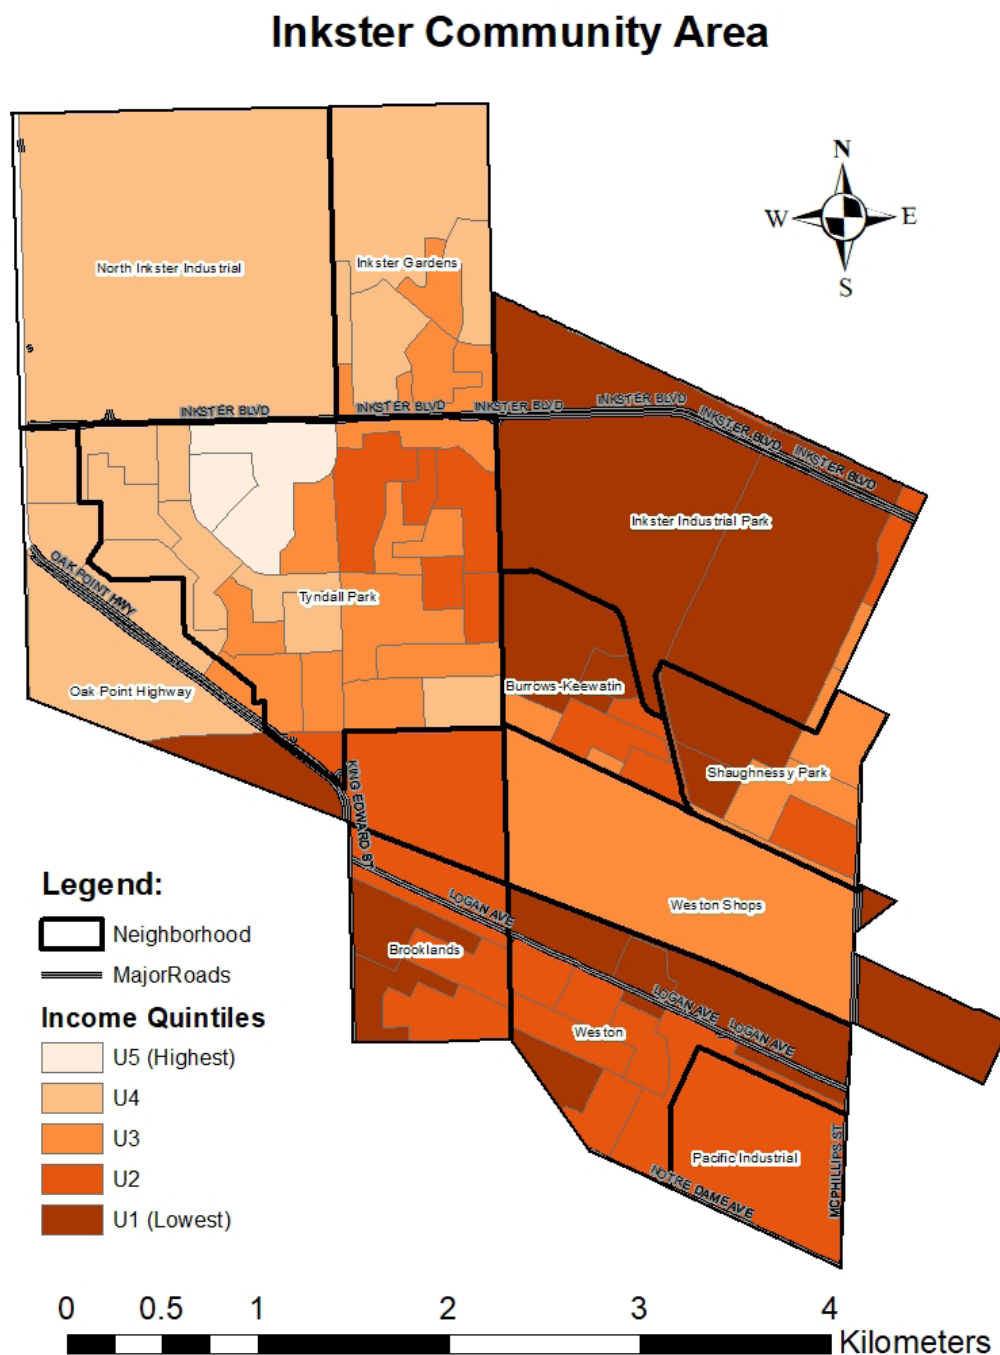 Inkster Community Area
N
W
E
S
North Inkster Industrial
Inkster Gardens
INKSTER BLVD
INKSTER BLVD
INKSTER BLVD
INKSTER BLVD
INKSTER BLVD
INKSTER BLVD
Inkster Industrial Park
OAK POINT HWY
Tyndall Park
Oak Point Highway
Burrows-Keewatin
Shaughnessy Park
KING EDWARD ST
Weston Shops
LOGAN AVE
Brooklands
LOGAN AVE
LOGAN AVE
Weston
Pacific Industrial
NOTRE DAME AVE
MCPHILLIPS ST
Legend:
Neighborhood
MajorRoads
Income Quintiles
U5 (Highest)
U4
U3
U2
U1 (Lowest)
0 0.5 1 2 3 4
Kilometers